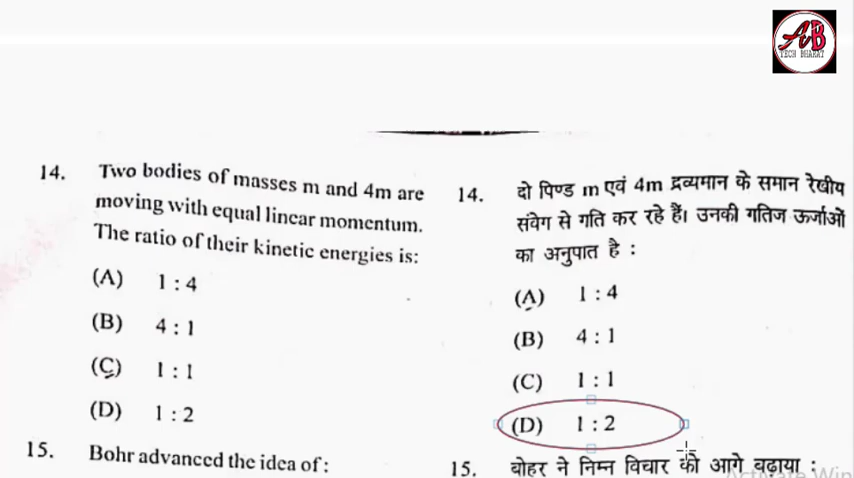 AB
TECH BHARAT
14. Two bodies of masses m and 4m are
moving with equal linear momentum.
The ratio of their kinetic energies is:
(A) 1 : 4
(B) 4 : 1
(C) 1 : 1
(D) 1 : 2
15. Bohr advanced the idea of :
14. दो पिण्ड m एवं 4m द्रव्यमान के समान रेखीय
संवेग से गति कर रहे हैं। उनकी गतिज ऊर्जाओं
का अनुपात है :
(A) 1 : 4
(B) 4 : 1
(C) 1 : 1
(D) 1 : 2
15. बोहर ने निम्न विचार को आगे बढ़ाया :